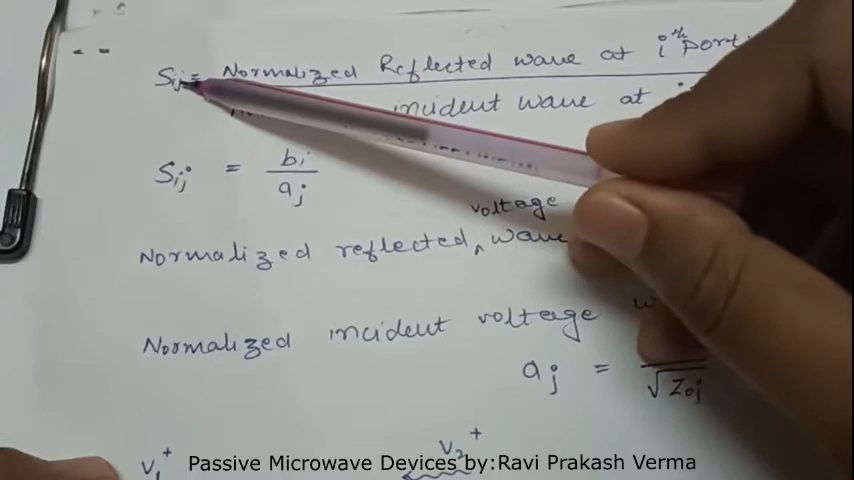 Sij = Normalized Reflected wave at ith port
incident wave at
Sij = bi / aj
voltage
Normalized reflected ^ wave
Normalized incident voltage
aj = √Zoj
V1+ V2+
Passive Microwave Devices by:Ravi Prakash Verma